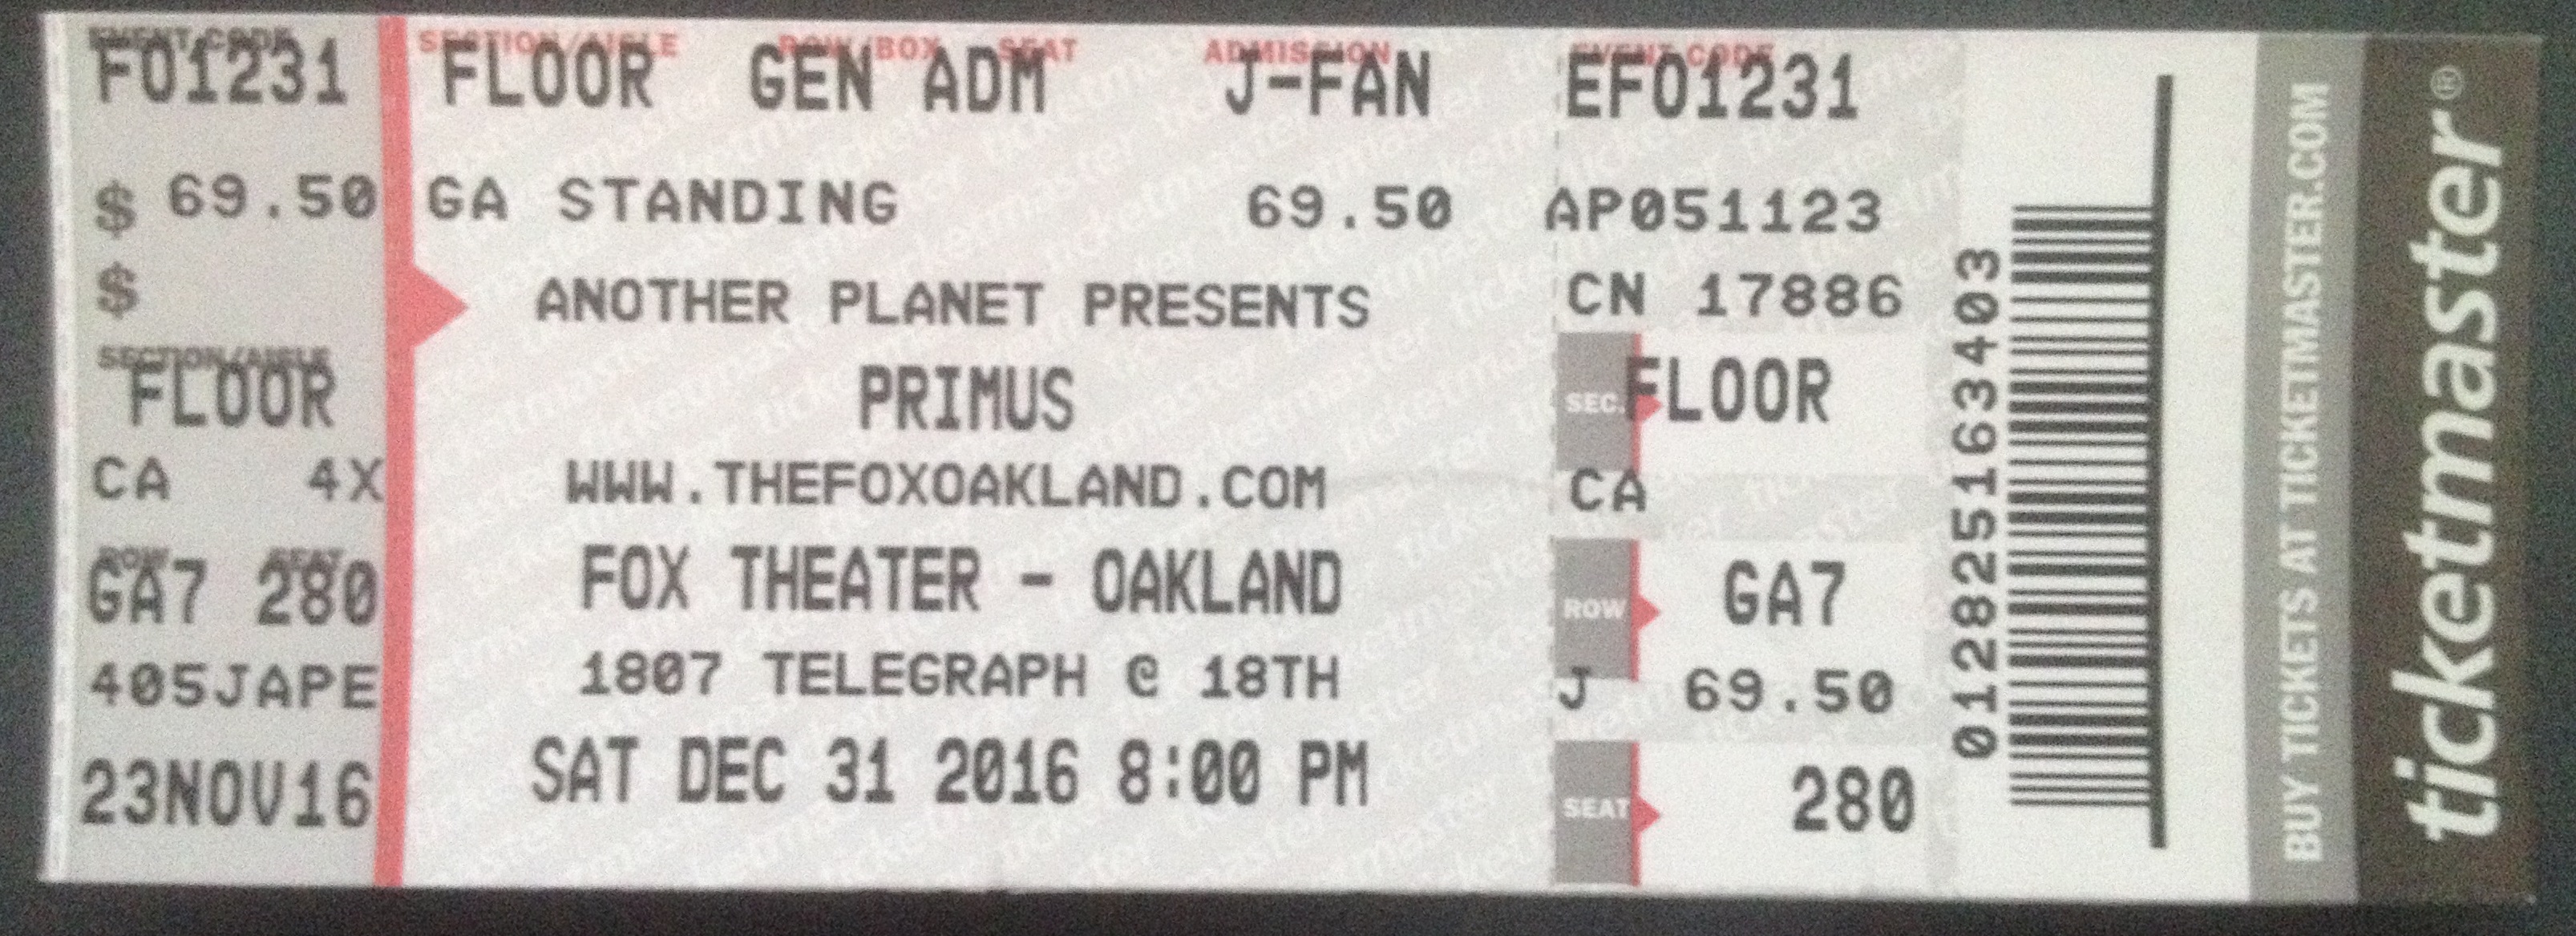 EVENT CODE
F01231
$ 69.50
$
SECTION/AISLE
FLOOR
CA 4X
ROW SEAT
GA7 280
405JAPE
23NOV16
SECTION/AISLE ROW/BOX SEAT ADMISSION
FLOOR GEN ADM J-FAN
GA STANDING 69.50
ANOTHER PLANET PRESENTS
PRIMUS
WWW.THEFOXOAKLAND.COM
FOX THEATER - OAKLAND
1807 TELEGRAPH @ 18TH
SAT DEC 31 2016 8:00 PM
EVENT CODE
EFO1231
AP051123
CN 17886
SEC. FLOOR
CA
ROW GA7
J 69.50
SEAT 280
012825163403
BUY TICKETS AT TICKETMASTER.COM
ticketmaster®